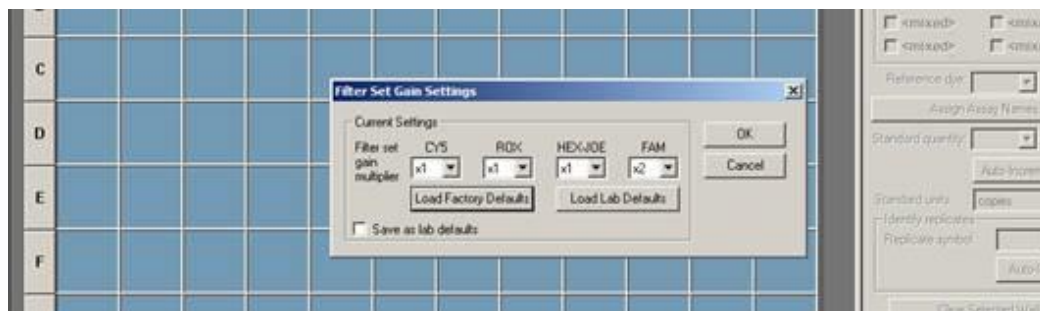 C
D
E
F
Filter Set Gain Settings
Current Settings
Filter set gain multiplier
CY5
ROX
HEX-JOE
FAM
x1
x1
x1
x2
Load Factory Defaults
Load Lab Defaults
Save as lab defaults
OK
Cancel
<mixed>
<mixed>
Reference dye:
Assign Assay Names
Standard quantity:
Standard units
copies
Identify replicates
Replicate symbol